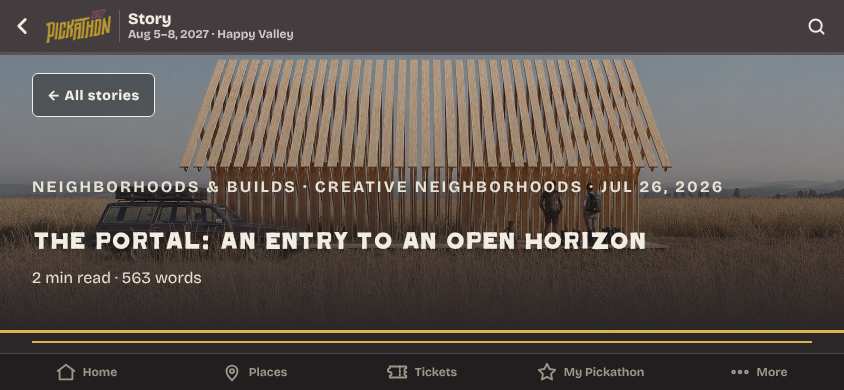 PICKATHON
Story
Aug 5–8, 2027 · Happy Valley
← All stories
NEIGHBORHOODS & BUILDS · CREATIVE NEIGHBORHOODS · JUL 26, 2026
THE PORTAL: AN ENTRY TO AN OPEN HORIZON
2 min read · 563 words
Home
Places
Tickets
My Pickathon
More